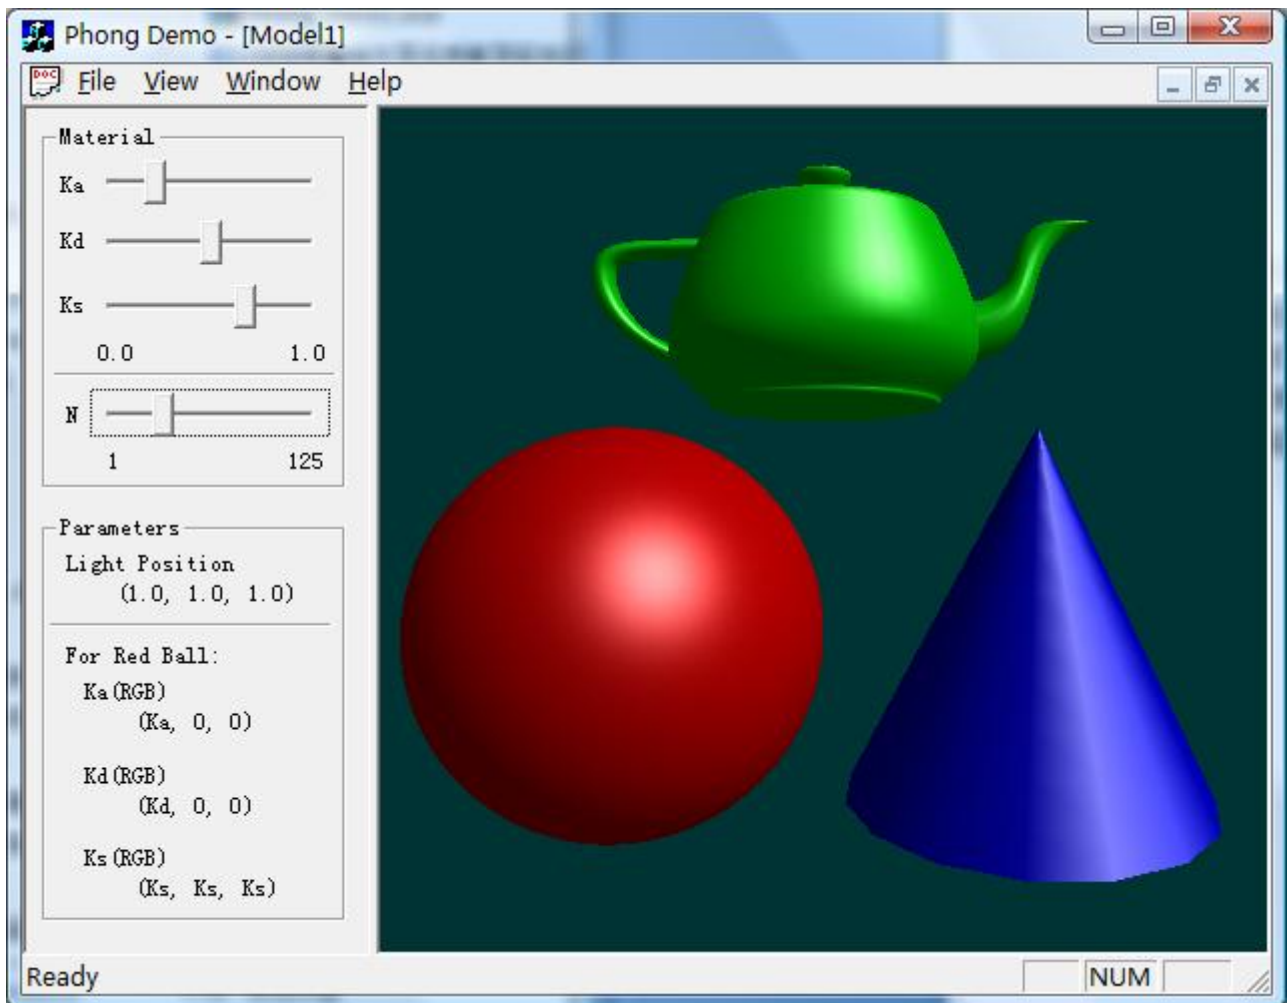 Phong Demo - [Model1]
File View Window Help
Material
Ka
Kd
Ks
0.0 1.0
N
1 125
Parameters
Light Position
(1.0, 1.0, 1.0)
For Red Ball:
Ka(RGB)
(Ka, 0, 0)
Kd(RGB)
(Kd, 0, 0)
Ks(RGB)
(Ks, Ks, Ks)
Ready NUM